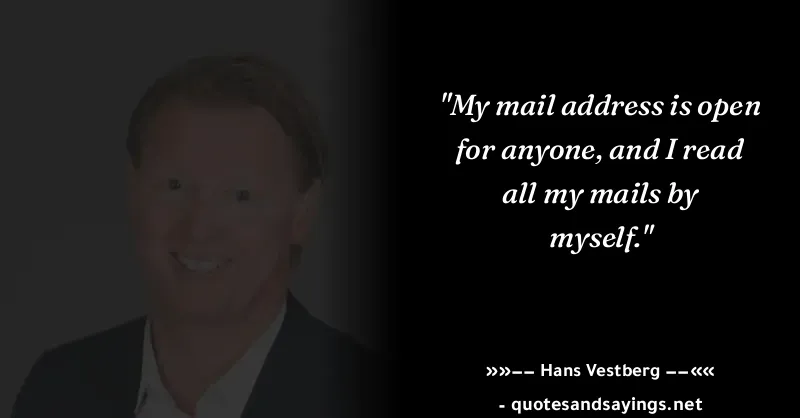 "My mail address is open
for anyone, and I read
all my mails by
myself."
»»−− Hans Vestberg −−««
- quotesandsayings.net